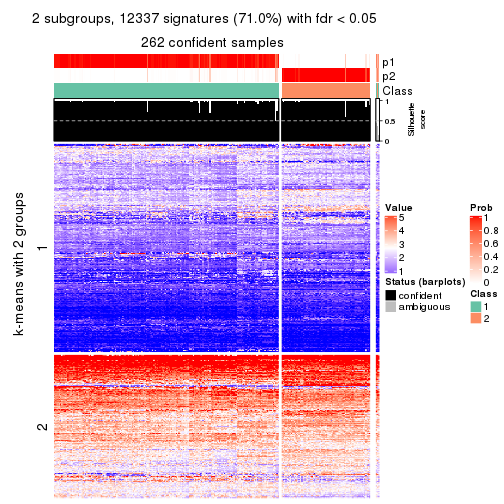 2 subgroups, 12337 signatures (71.0%) with fdr < 0.05
262 confident samples
p1
p2
Class
1
0.5
0
Silhouette
score
k-means with 2 groups
1
2
Value
5
4
3
2
1
Status (barplots)
confident
ambiguous
Prob
1
0.8
0.6
0.4
0.2
0
Class
1
2